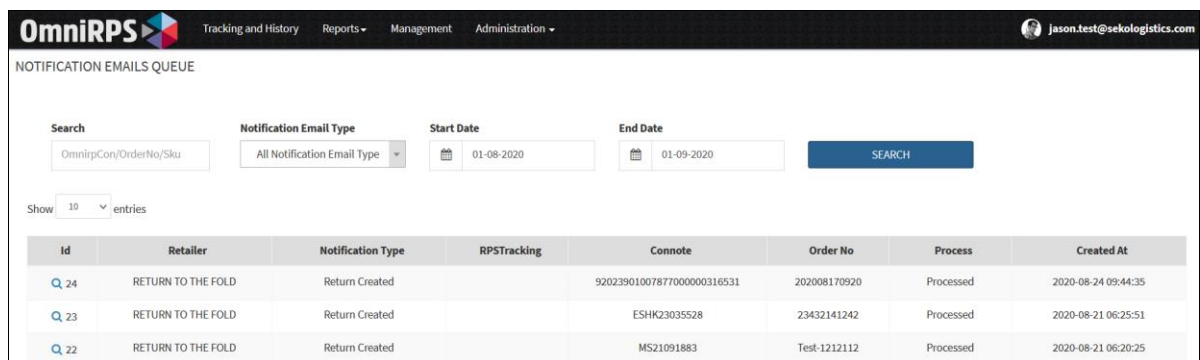 OmniRPS Tracking and History Reports Management Administration jason.test@sekologistics.com
NOTIFICATION EMAILS QUEUE
Search Notification Email Type Start Date End Date
OmnirpCon/OrderNo/Sku All Notification Email Type 01-08-2020 01-09-2020 SEARCH
Show 10 entries
Id Retailer Notification Type RPSTracking Connote Order No Process Created At
24 RETURN TO THE FOLD Return Created 92023901007877000000316531 202008170920 Processed 2020-08-24 09:44:35
23 RETURN TO THE FOLD Return Created ESHK23035528 23432141242 Processed 2020-08-21 06:25:51
22 RETURN TO THE FOLD Return Created MS21091883 Test-1212112 Processed 2020-08-21 06:20:25